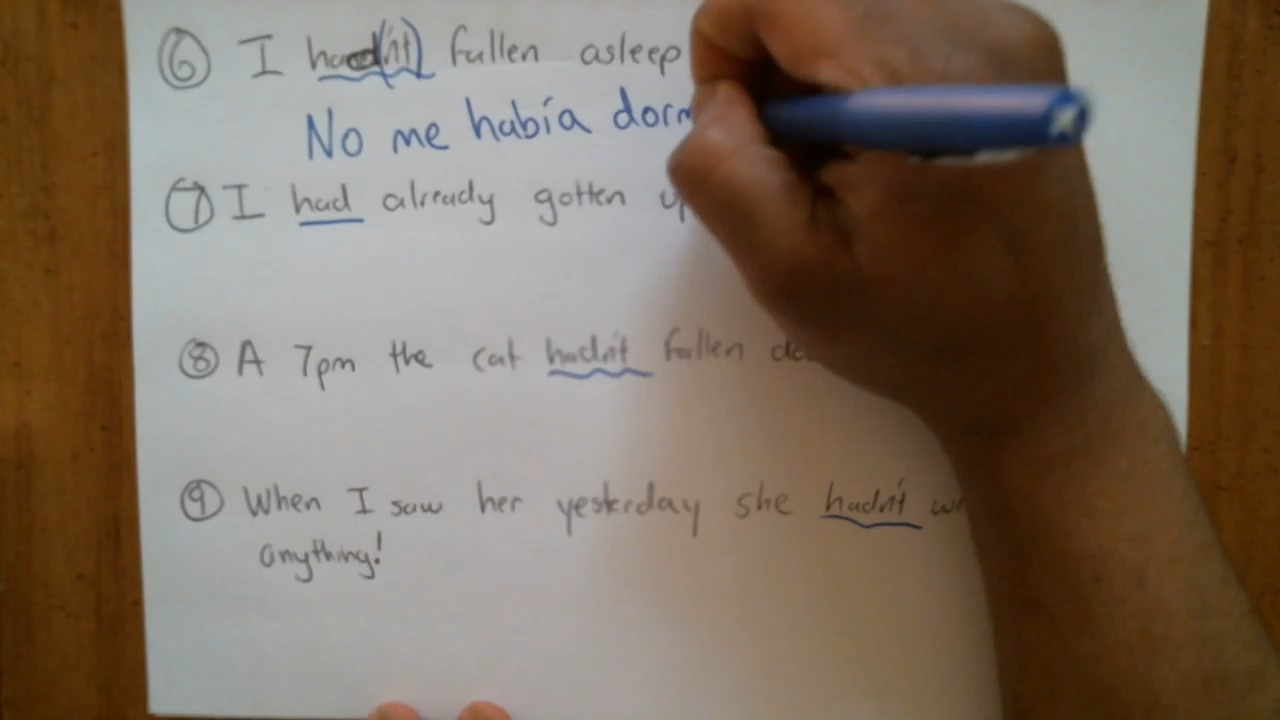 6 I had(n't) fallen asleep
No me había
7 I had already gotten
8 A 7pm the cat hadn't fallen
9 When I saw her yesterday she hadn't
anything!